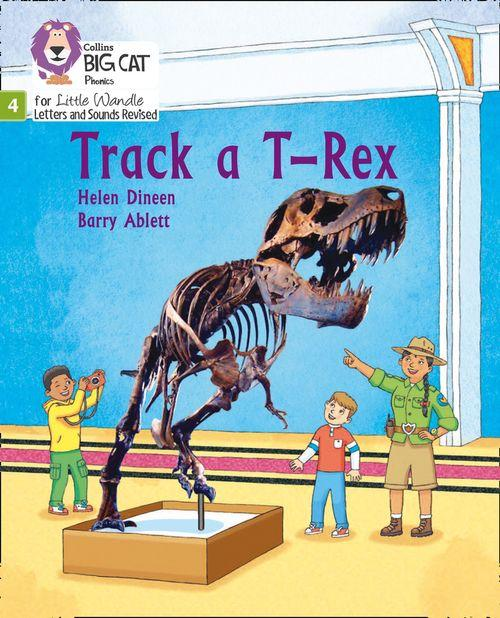 Collins
BIG CAT
Phonics
4
for Little Wandle
Letters and Sounds Revised
Track a T-Rex
Helen Dineen
Barry Ablett